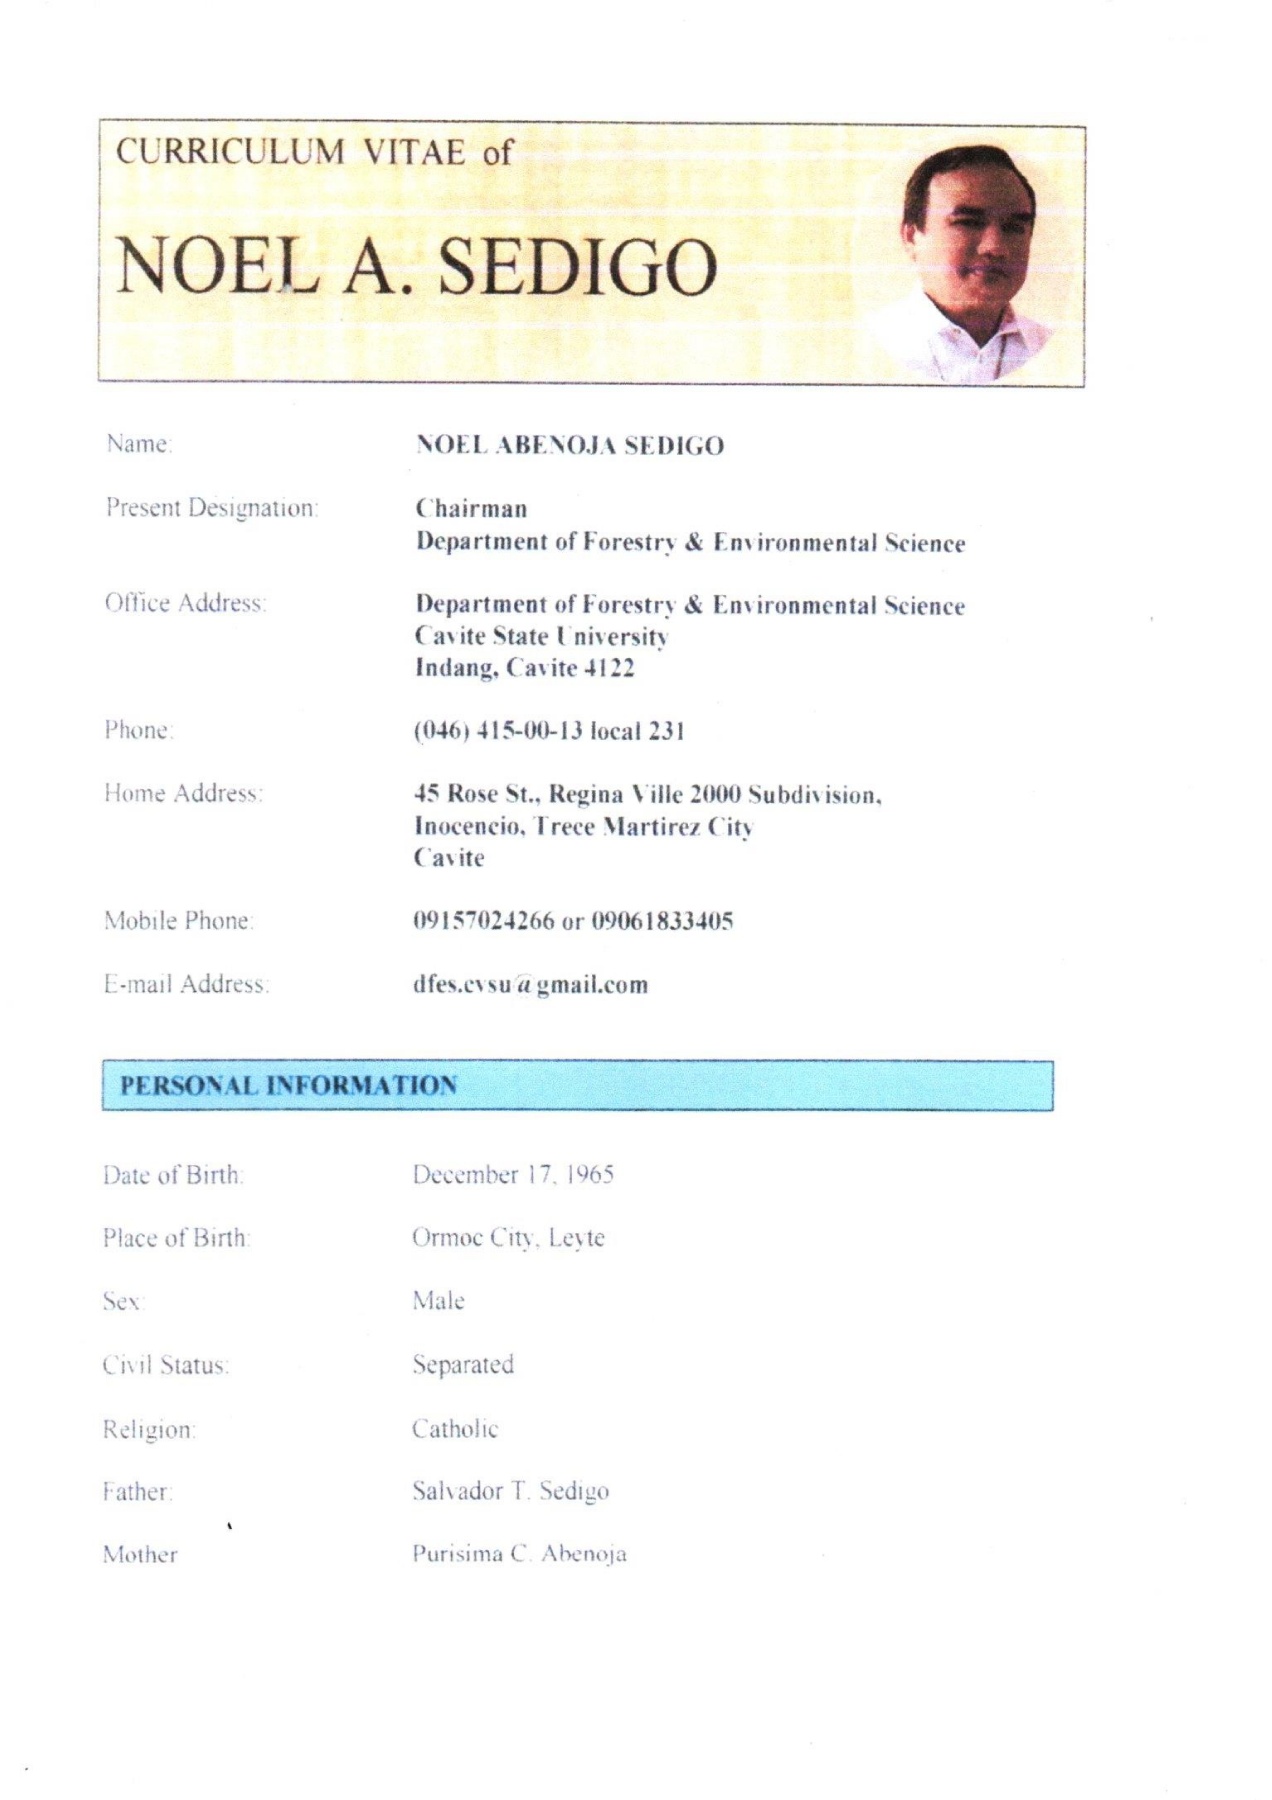 CURRICULUM VITAE of
NOEL A. SEDIGO
Name: NOEL ABENOJA SEDIGO
Present Designation: Chairman
Department of Forestry & Environmental Science
Office Address: Department of Forestry & Environmental Science
Cavite State University
Indang, Cavite 4122
Phone: (046) 415-00-13 local 231
Home Address: 45 Rose St., Regina Ville 2000 Subdivision,
Inocencio, Trece Martirez City
Cavite
Mobile Phone: 09157024266 or 09061833405
E-mail Address: dfes.cvsu@gmail.com
PERSONAL INFORMATION
Date of Birth: December 17, 1965
Place of Birth: Ormoc City, Leyte
Sex: Male
Civil Status: Separated
Religion: Catholic
Father: Salvador T. Sedigo
Mother Purisima C. Abenoja